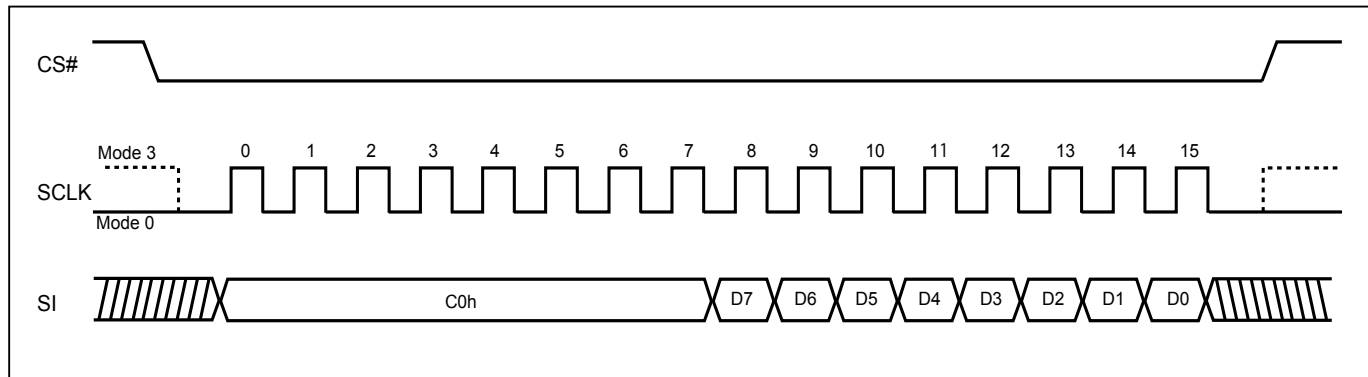 CS#
Mode 3
0 1 2 3 4 5 6 7 8 9 10 11 12 13 14 15
SCLK
Mode 0
SI
C0h D7 D6 D5 D4 D3 D2 D1 D0